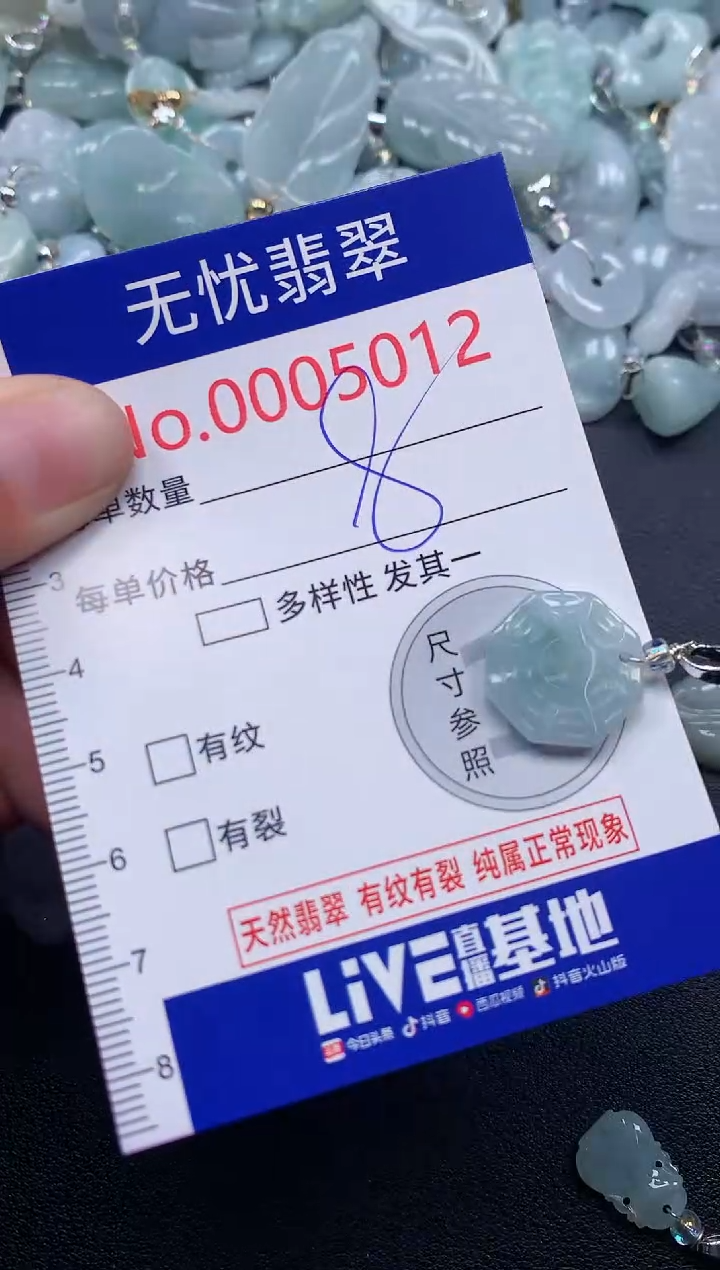 无忧翡翠
No.0005012
单数量
8
3
每单价格
多样性 发其一
4
尺寸参照
5
有纹
6
有裂
天然翡翠 有纹有裂 纯属正常现象
7
LiVE直播基地
今日头条 抖音 西瓜视频 抖音火山版
8